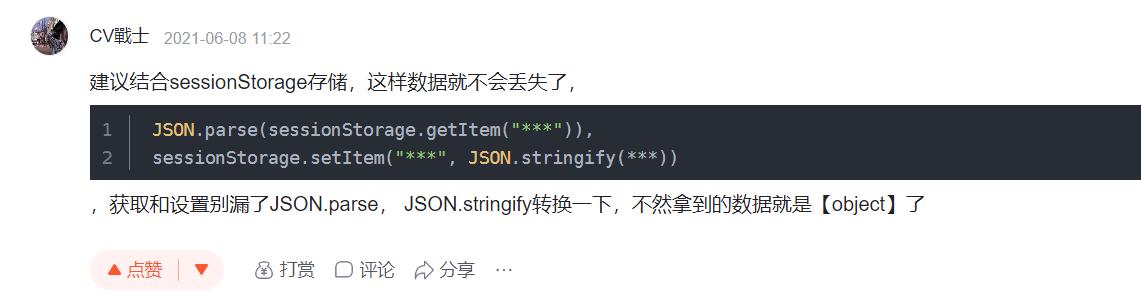 CV戰士 2021-06-08 11:22
建议结合sessionStorage存储，这样数据就不会丢失了，
1 JSON.parse(sessionStorage.getItem("***")),
2 sessionStorage.setItem("***", JSON.stringify(***))
，获取和设置别漏了JSON.parse， JSON.stringify转换一下，不然拿到的数据就是【object】了
点赞 打赏 评论 分享 ...